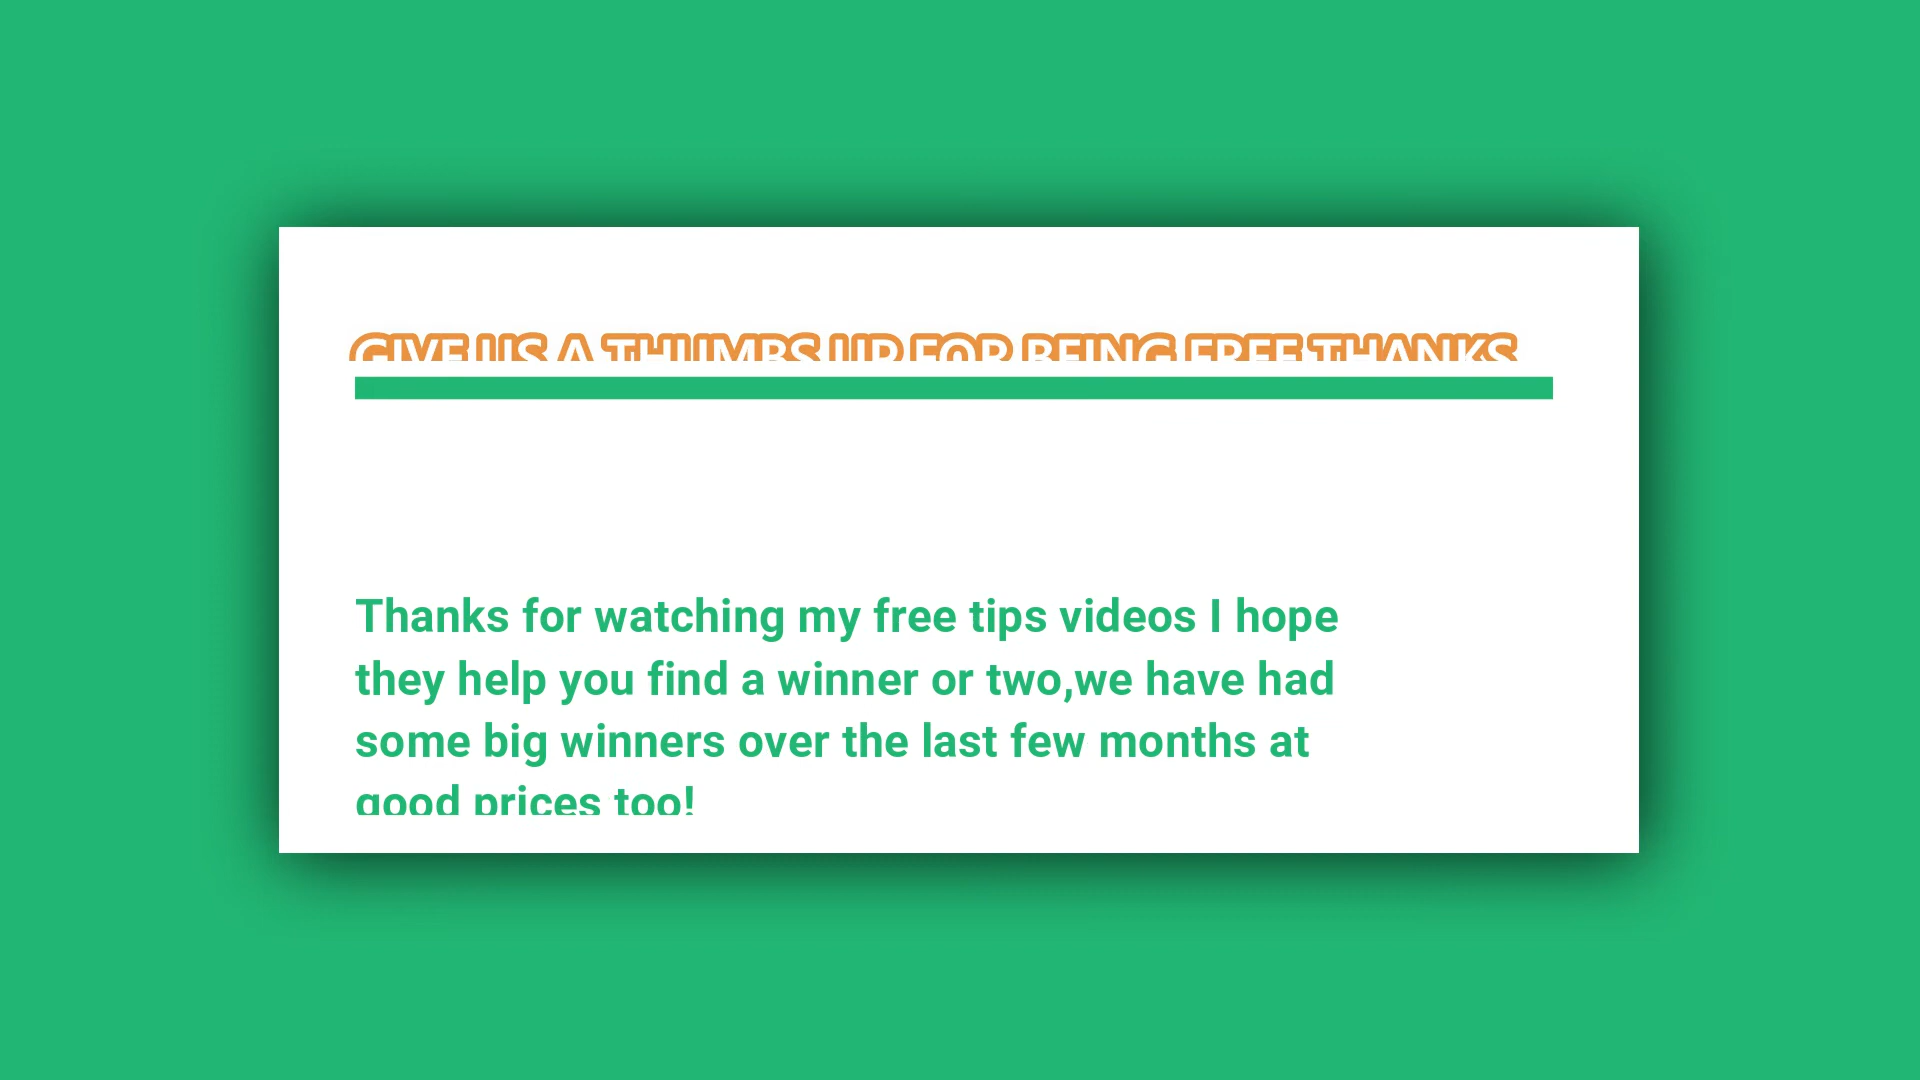 GIVE US A THUMBS UP FOR BEING FREE THANKS
Thanks for watching my free tips videos I hope
they help you find a winner or two,we have had
some big winners over the last few months at
good prices too!